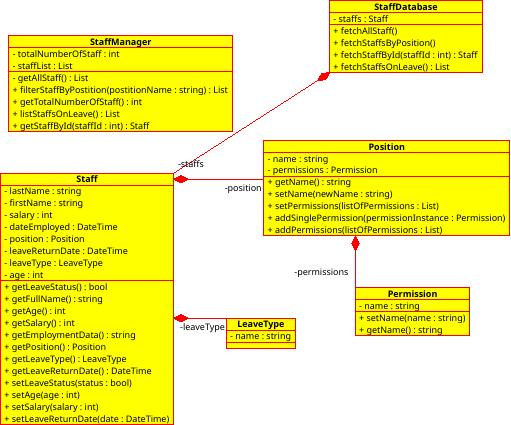 StaffDatabase
- staffs : Staff
+ fetchAllStaff()
+ fetchStaffsByPosition()
+ fetchStaffById(staffId : int) : Staff
+ fetchStaffsOnLeave() : List
StaffManager
- totalNumberOfStaff : int
- staffList : List
- getAllStaff() : List
+ filterStaffByPostition(postitionName : string) : List
+ getTotalNumberOfStaff() : int
+ listStaffsOnLeave() : List
+ getStaffById(staffId : int) : Staff
-staffs
-position
Position
- name : string
- permissions : Permission
+ getName() : string
+ setName(newName : string)
+ setPermissions(listOfPermissions : List)
+ addSinglePermission(permissionInstance : Permission)
+ addPermissions(listOfPermissions : List)
Staff
- lastName : string
- firstName : string
- salary : int
- dateEmployed : DateTime
- position : Position
- leaveReturnDate : DateTime
- leaveType : LeaveType
- age : int
+ getLeaveStatus() : bool
+ getFullName() : string
+ getAge() : int
+ getSalary() : int
+ getEmploymentData() : string
+ getPosition() : Position
+ getLeaveType() : LeaveType
+ getLeaveReturnDate() : DateTime
+ setLeaveStatus(status : bool)
+ setAge(age : int)
+ setSalary(salary : int)
+ setLeaveReturnDate(date : DateTime)
-permissions
Permission
- name : string
+ setName(name : string)
+ getName() : string
-leaveType
LeaveType
- name : string